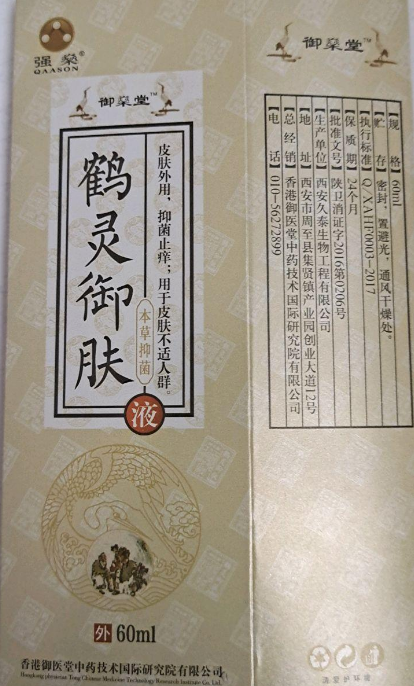 强燊®
QAASON
御燊堂™
皮肤外用，抑菌止痒；用于皮肤不适人群。
鹤灵御肤
本草抑菌
液
外 60ml
香港御医堂中药技术国际研究院有限公司
御燊堂™
【规格】60ml
【贮存】密封，置避光，通风干燥处。
【执行标准】Q/XAHF0003-2017
【保质期】24个月
【批准文号】陕卫消证字2016第0206号
【生产单位】西安久泰生物工程有限公司
【地址】西安市周至县集贤镇产业园创业大道12号
【总经销】香港御医堂中药技术国际研究院有限公司
【电话】010-56272899